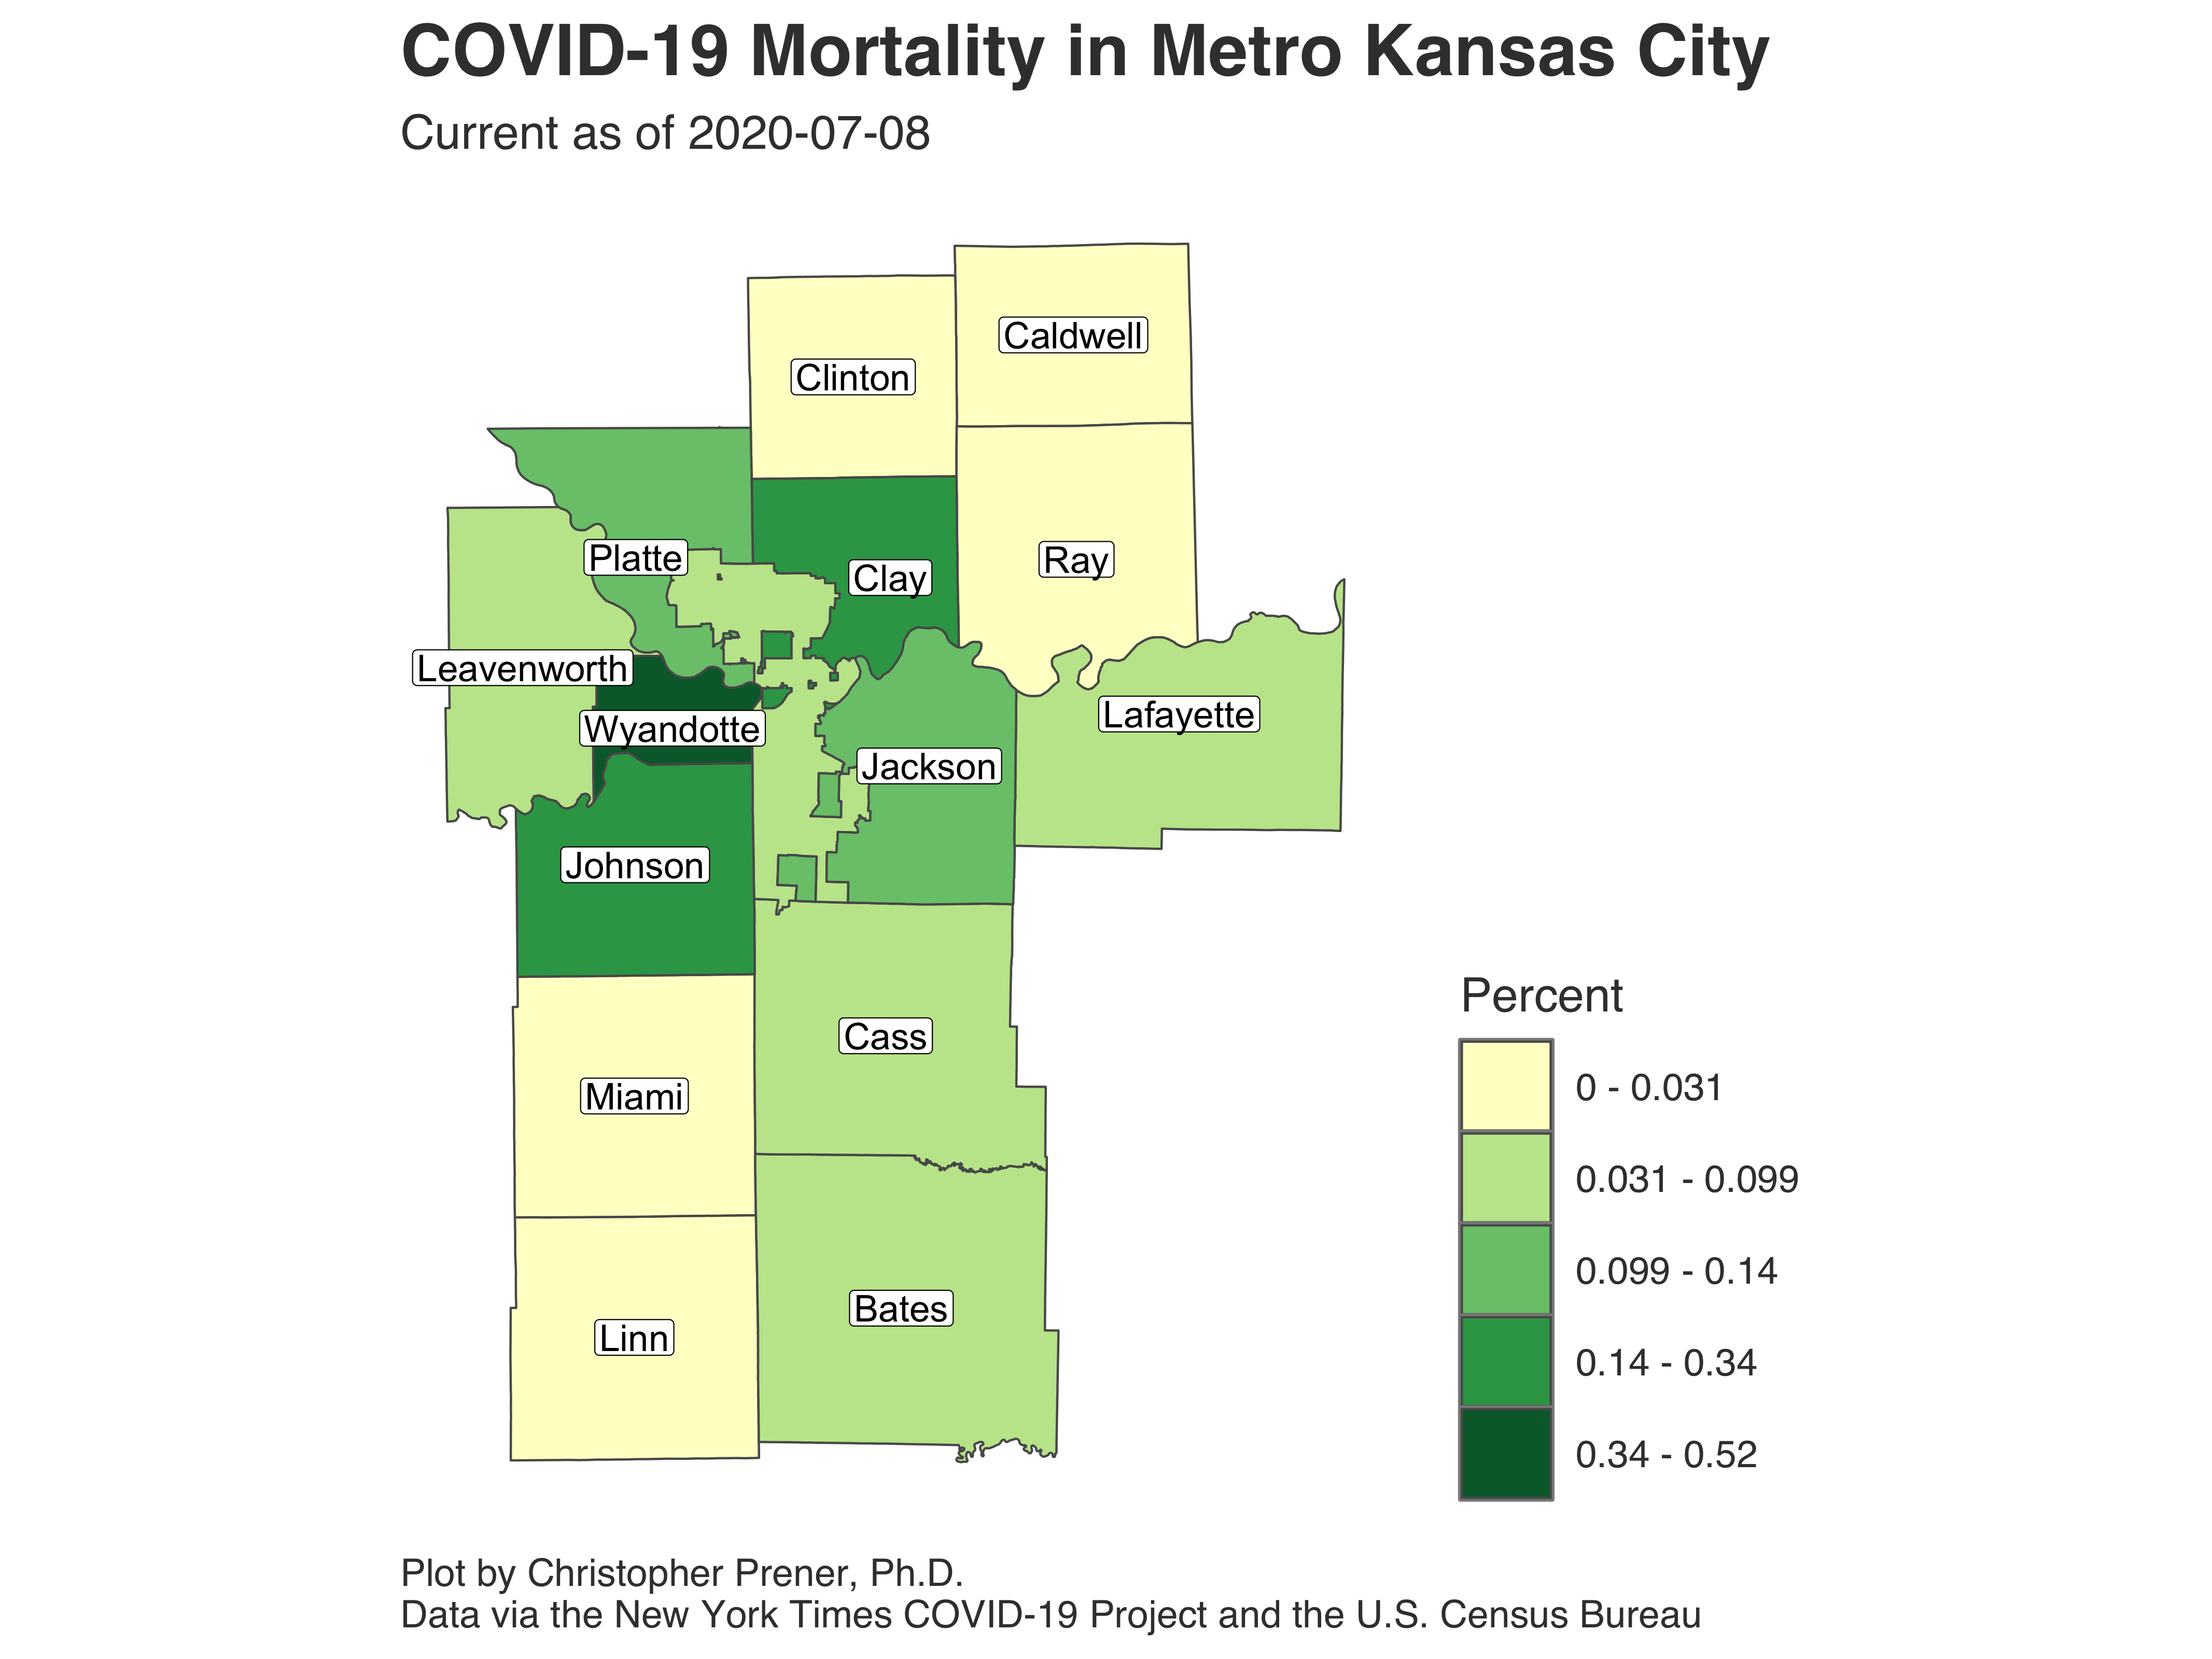 COVID-19 Mortality in Metro Kansas City
Current as of 2020-07-08
Caldwell
Clinton
Platte
Clay
Ray
Leavenworth
Wyandotte
Lafayette
Jackson
Johnson
Cass
Miami
Bates
Linn
Percent
0 - 0.031
0.031 - 0.099
0.099 - 0.14
0.14 - 0.34
0.34 - 0.52
Plot by Christopher Prener, Ph.D.
Data via the New York Times COVID-19 Project and the U.S. Census Bureau